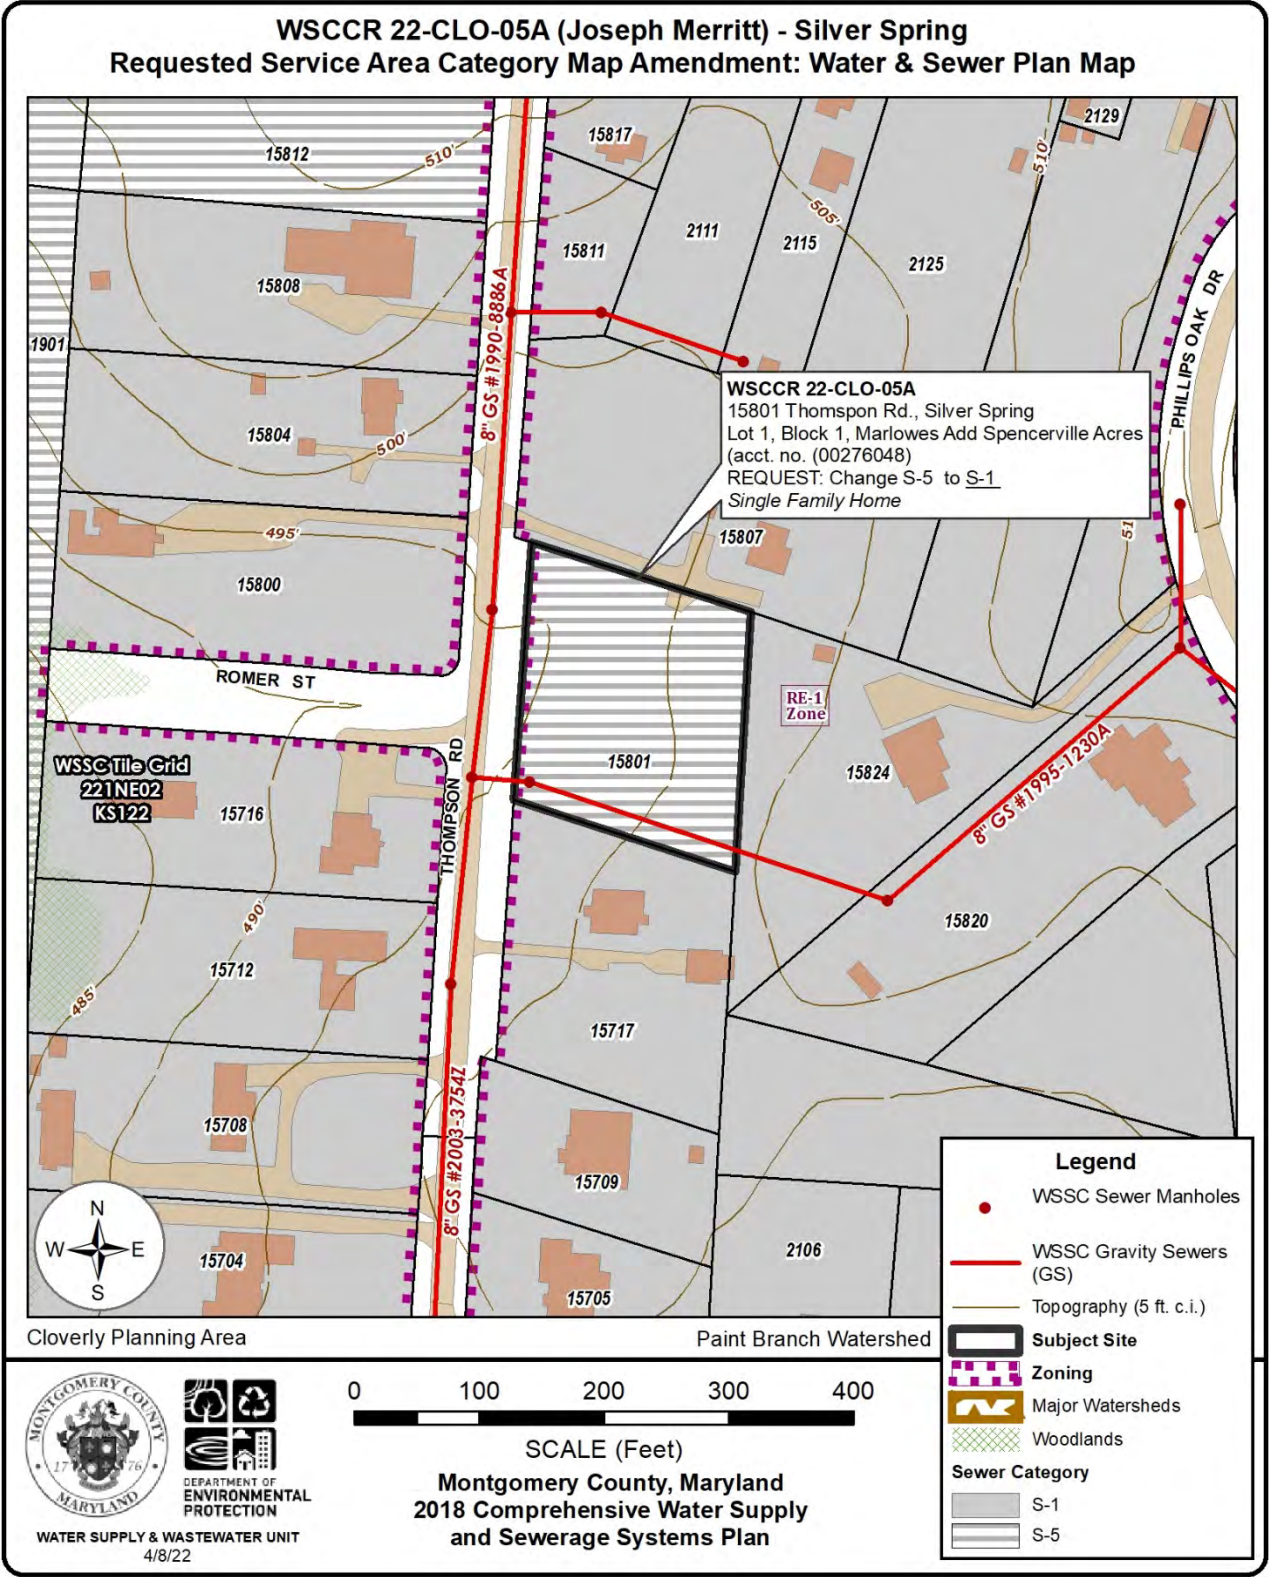 WSCCR 22-CLO-05A (Joseph Merritt) - Silver Spring
Requested Service Area Category Map Amendment: Water & Sewer Plan Map
2129
15817
15812
510'
510'
505'
2111
2115
15811
2125
15808
8" GS #1990-8886A
PHILLIPS OAK DR
1901
WSCCR 22-CLO-05A
15801 Thomspon Rd., Silver Spring
Lot 1, Block 1, Marlowes Add Spencerville Acres
(acct. no. (00276048)
REQUEST: Change S-5 to S-1
Single Family Home
15804
500'
495'
15807
51
15800
ROMER ST
RE-1
Zone
THOMPSON RD
15801
WSSC Tile Grid
221NE02
KS122
15824
15716
8" GS #1995-1230A
490'
15820
15712
485'
15717
8" GS #2003-3754Z
15708
15709
N
W
E
S
15704
15705
2106
Legend
WSSC Sewer Manholes
WSSC Gravity Sewers
(GS)
Topography (5 ft. c.i.)
Subject Site
Zoning
Major Watersheds
Woodlands
Sewer Category
S-1
S-5
Cloverly Planning Area
Paint Branch Watershed
MONTGOMERY COUNTY
17 76
MARYLAND
DEPARTMENT OF
ENVIRONMENTAL
PROTECTION
WATER SUPPLY & WASTEWATER UNIT
4/8/22
0 100 200 300 400
SCALE (Feet)
Montgomery County, Maryland
2018 Comprehensive Water Supply
and Sewerage Systems Plan